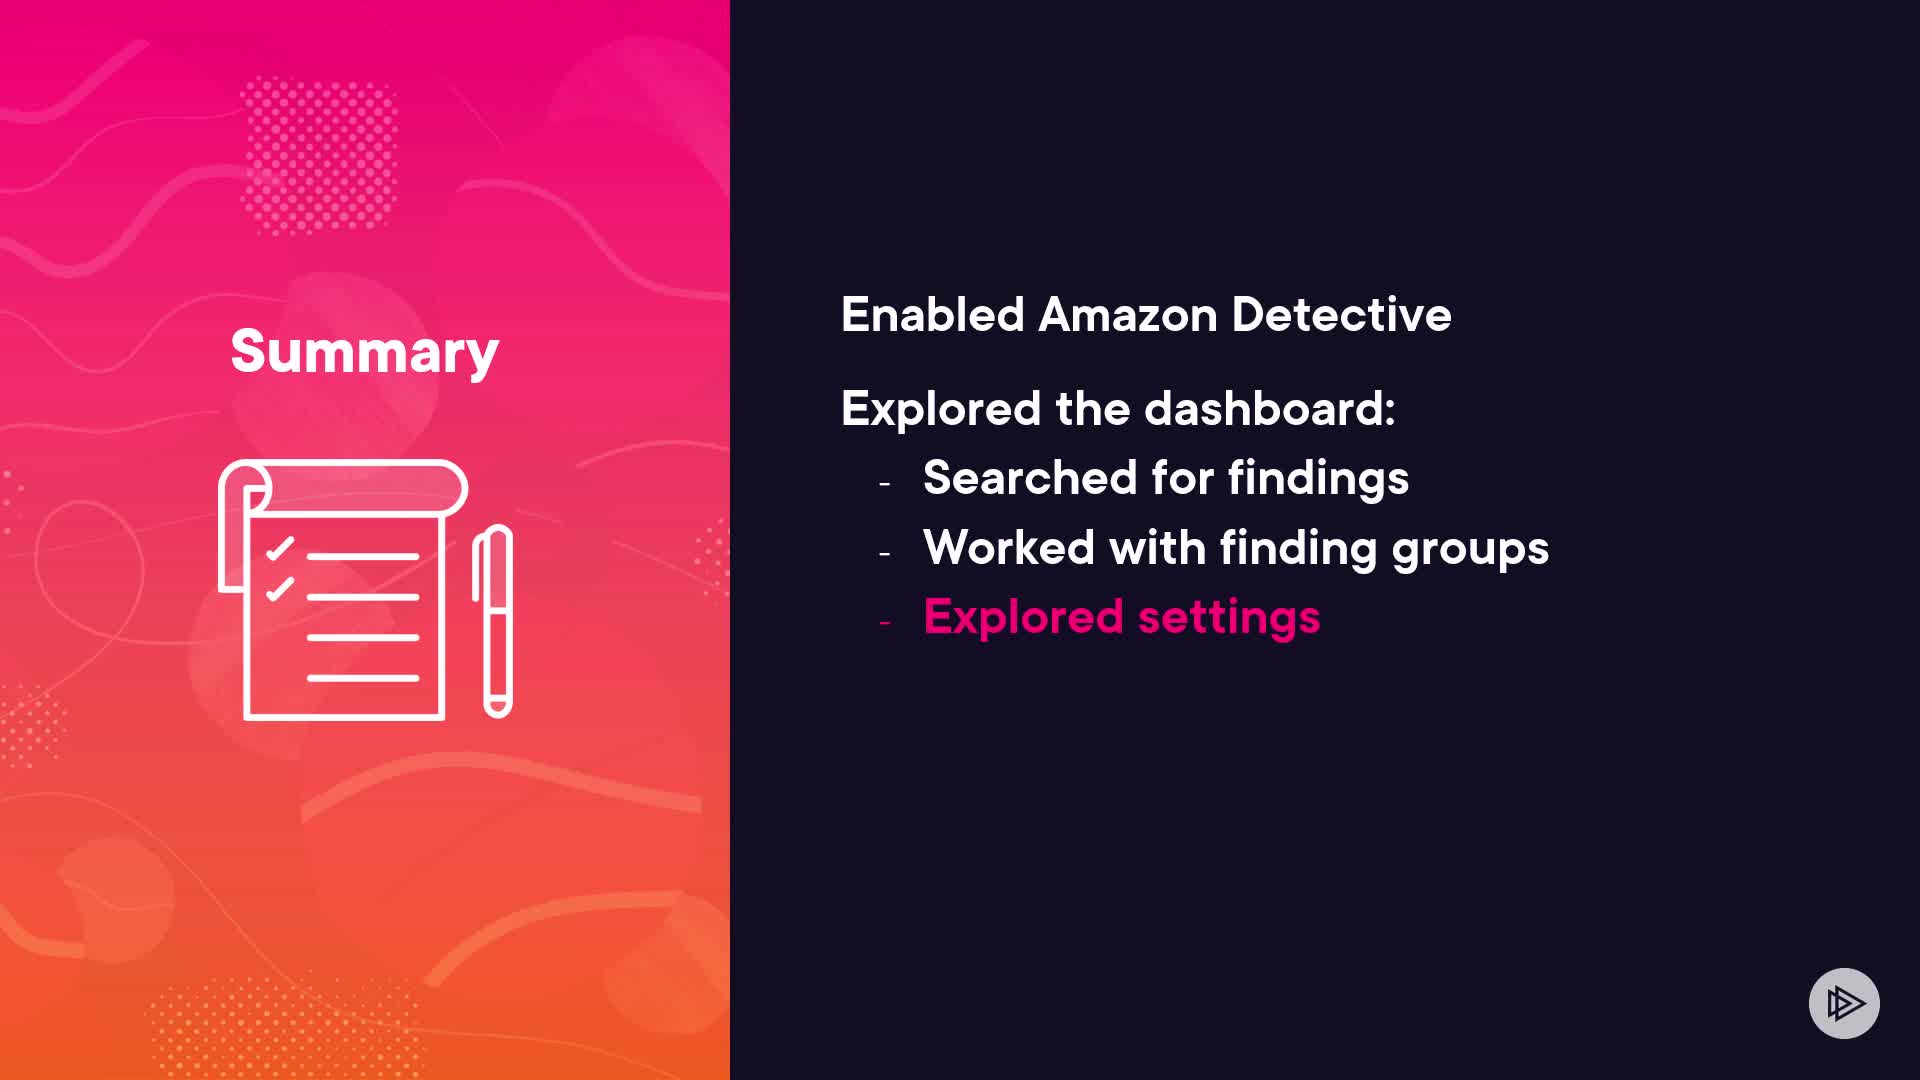 Summary
Enabled Amazon Detective
Explored the dashboard:
- Searched for findings
- Worked with finding groups
- Explored settings